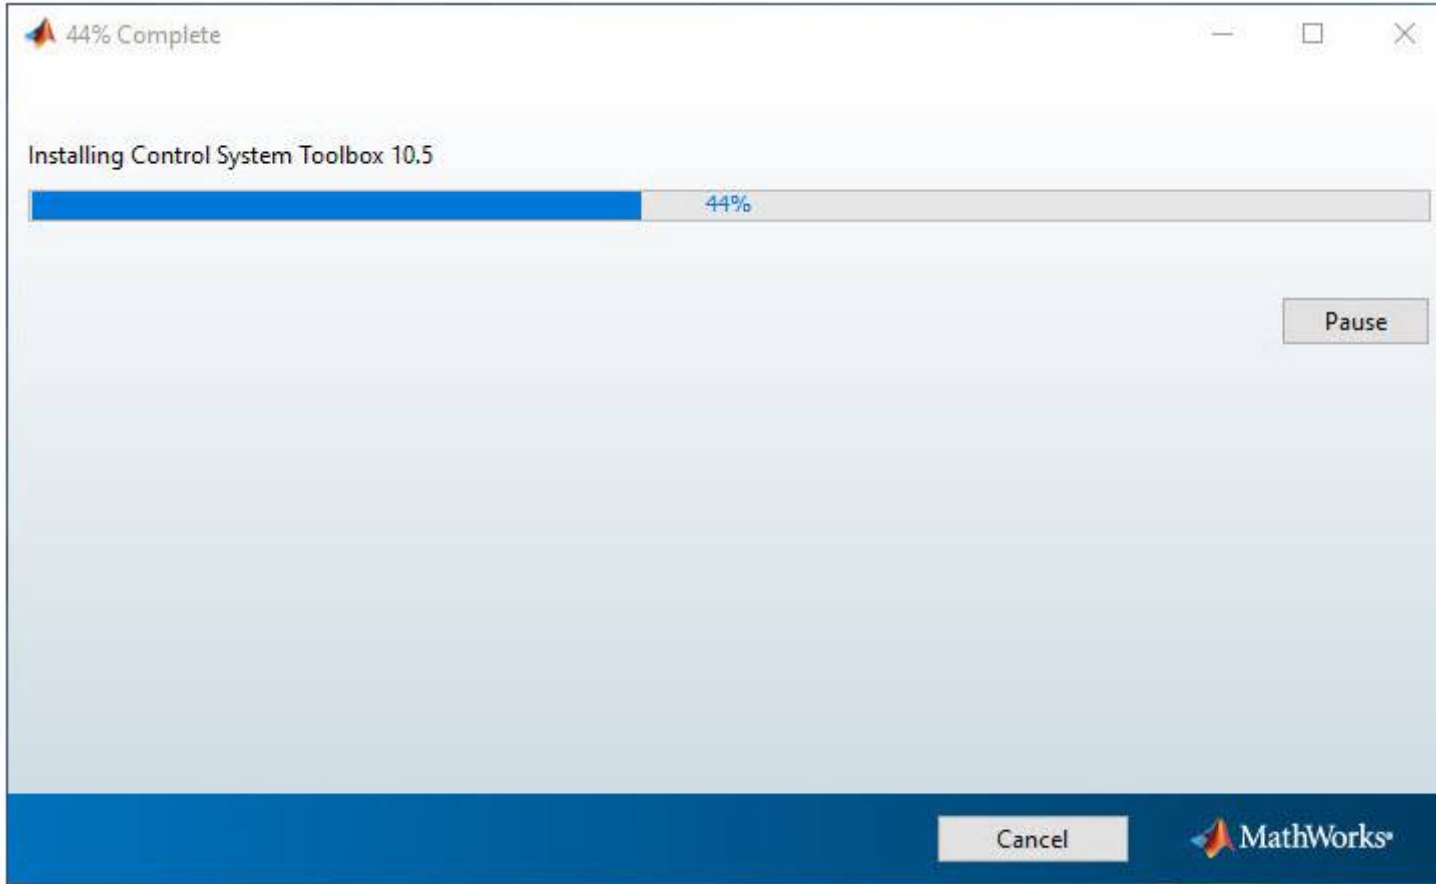 44% Complete
Installing Control System Toolbox 10.5
44%
Pause
Cancel
MathWorks®